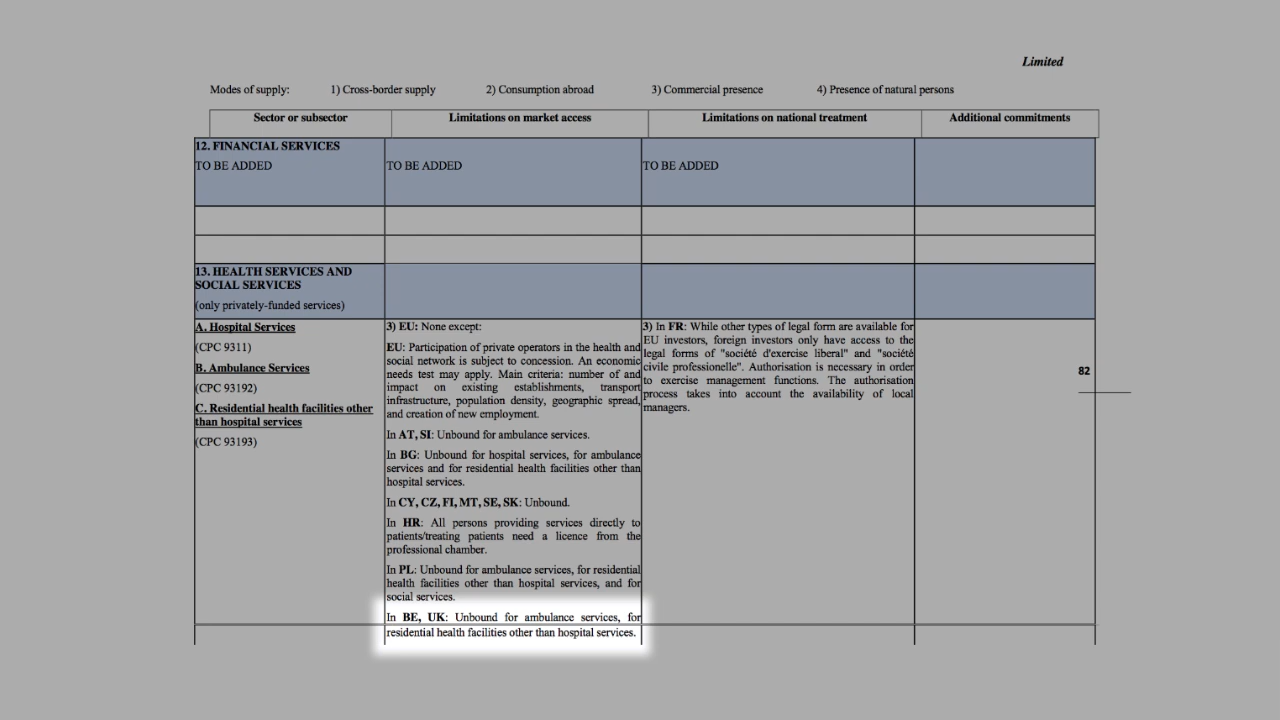 Limited
Modes of supply: 1) Cross-border supply 2) Consumption abroad 3) Commercial presence 4) Presence of natural persons
Sector or subsector Limitations on market access Limitations on national treatment Additional commitments
12. FINANCIAL SERVICES
TO BE ADDED
TO BE ADDED
TO BE ADDED
13. HEALTH SERVICES AND
SOCIAL SERVICES
(only privately-funded services)
A. Hospital Services
(CPC 9311)
B. Ambulance Services
(CPC 93192)
C. Residential health facilities other
than hospital services
(CPC 93193)
3) EU: None except:
EU: Participation of private operators in the health and
social network is subject to concession. An economic
needs test may apply. Main criteria: number of and
impact on existing establishments, transport
infrastructure, population density, geographic spread,
and creation of new employment.
In AT, SI: Unbound for ambulance services.
In BG: Unbound for hospital services, for ambulance
services and for residential health facilities other than
hospital services.
In CY, CZ, FI, MT, SE, SK: Unbound.
In HR: All persons providing services directly to
patients/treating patients need a licence from the
professional chamber.
In PL: Unbound for ambulance services, for residential
health facilities other than hospital services, and for
social services.
In BE, UK: Unbound for ambulance services, for
residential health facilities other than hospital services.
3) In FR: While other types of legal form are available for
EU investors, foreign investors only have access to the
legal forms of "société d'exercise liberal" and "société
civile professionelle". Authorisation is necessary in order
to exercise management functions. The authorisation
process takes into account the availability of local
managers.
82